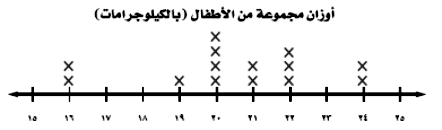 أوزان مجموعة من الأطفال (بالكيلوجرامات)
١٥ ١٦ ١٧ ١٨ ١٩ ٢٠ ٢١ ٢٢ ٢٣ ٢٤ ٢٥